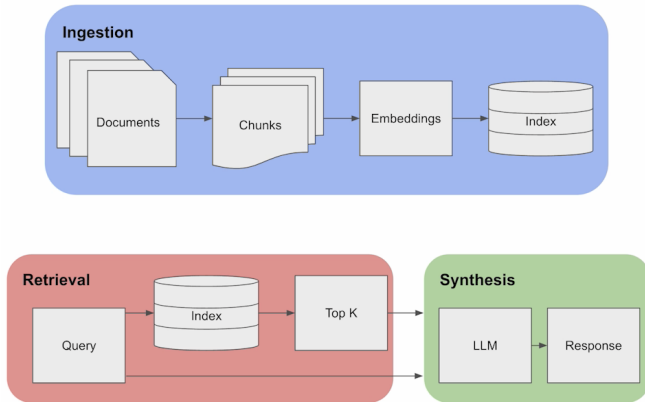 Ingestion
Documents
Chunks
Embeddings
Index
Retrieval
Query
Index
Top K
Synthesis
LLM
Response